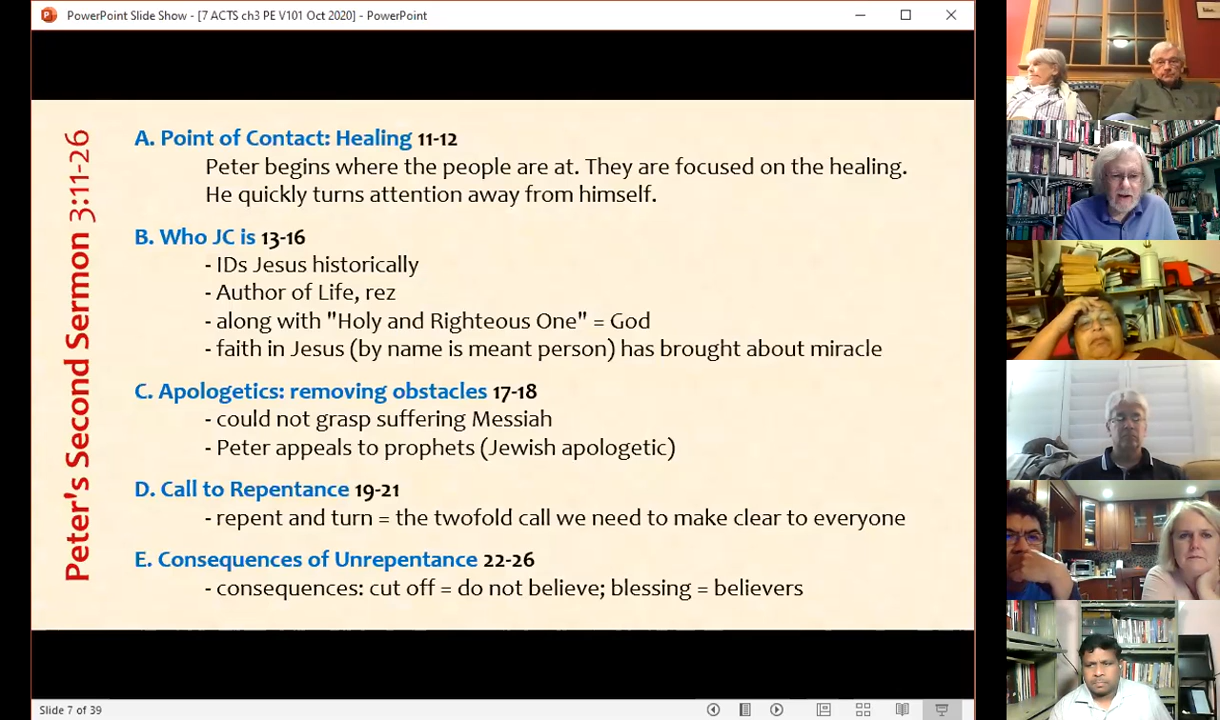 PowerPoint Slide Show - [7 ACTS ch3 PE V101 Oct 2020] - PowerPoint
Peter's Second Sermon 3:11-26
A. Point of Contact: Healing 11-12
Peter begins where the people are at. They are focused on the healing.
He quickly turns attention away from himself.
B. Who JC is 13-16
- IDs Jesus historically
- Author of Life, rez
- along with "Holy and Righteous One" = God
- faith in Jesus (by name is meant person) has brought about miracle
C. Apologetics: removing obstacles 17-18
- could not grasp suffering Messiah
- Peter appeals to prophets (Jewish apologetic)
D. Call to Repentance 19-21
- repent and turn = the twofold call we need to make clear to everyone
E. Consequences of Unrepentance 22-26
- consequences: cut off = do not believe; blessing = believers
Slide 7 of 39